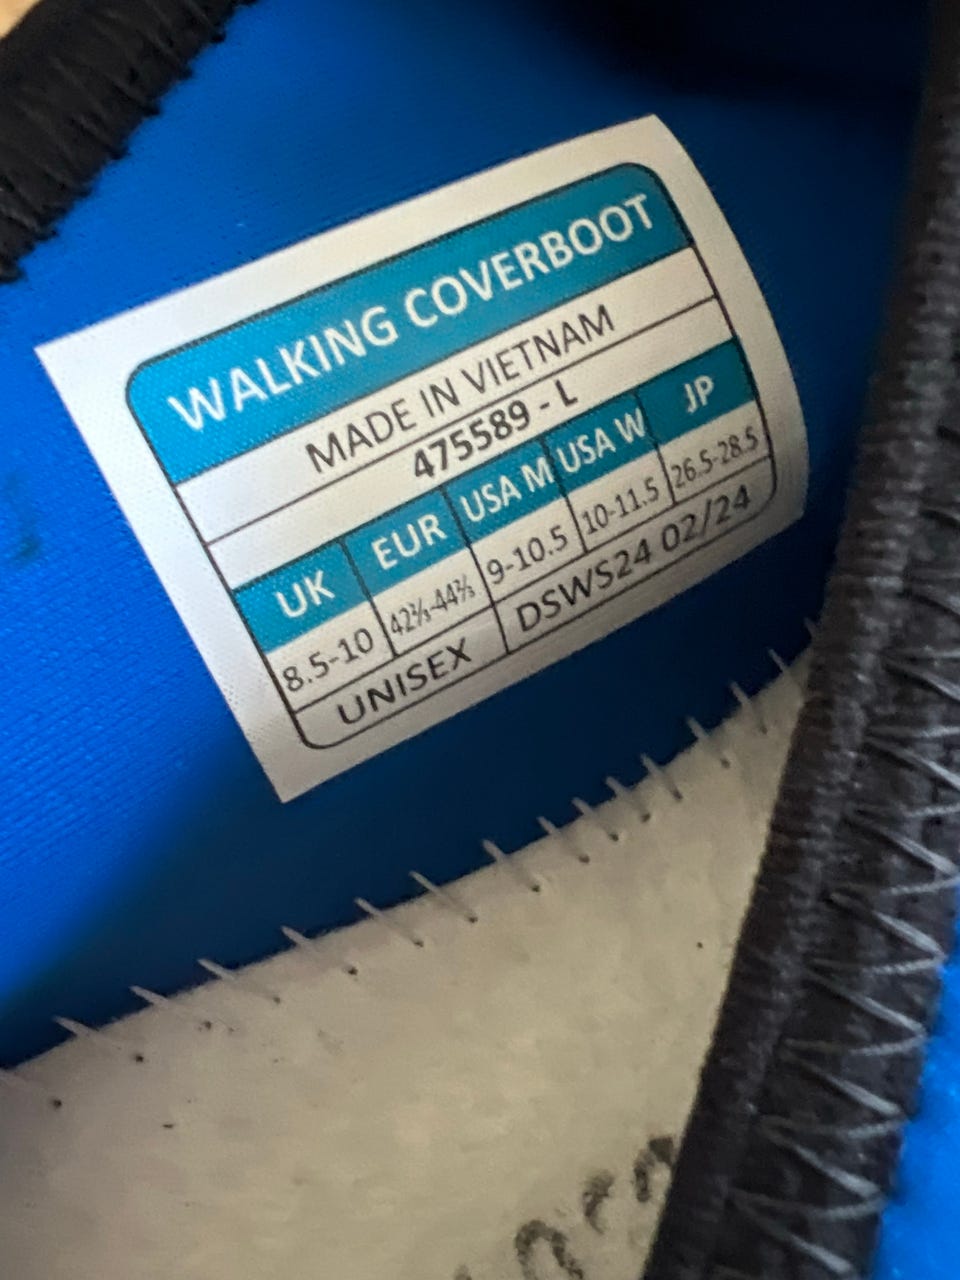 WALKING COVERBOOT
MADE IN VIETNAM
475589 - L
UK EUR USA M USA W JP
8.5-10 42⅔-44⅔ 9-10.5 10-11.5 26.5-28.5
UNISEX DSWS24 02/24